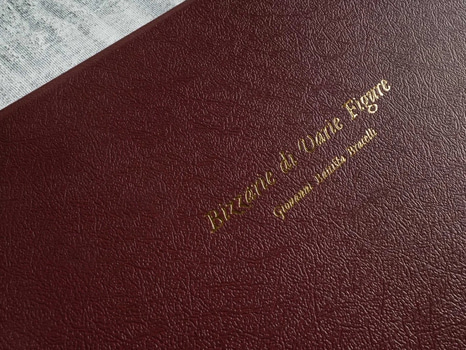 Bizzarie di Varie Figure
Giovanni Battista Bracelli